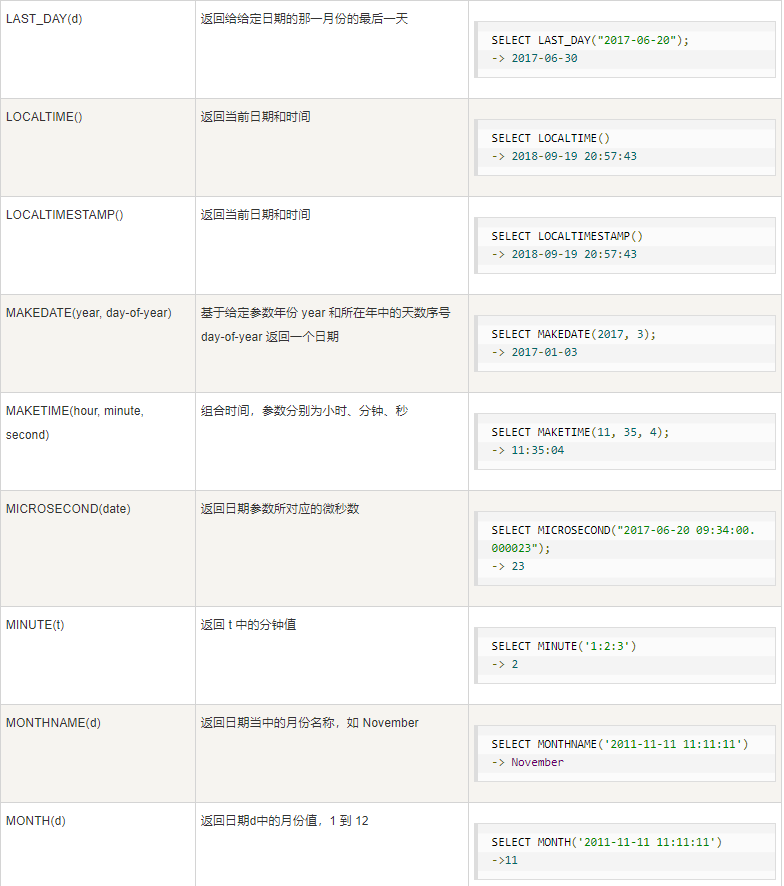 LAST_DAY(d)
返回给给定日期的那一月份的最后一天
SELECT LAST_DAY("2017-06-20");
-> 2017-06-30
LOCALTIME()
返回当前日期和时间
SELECT LOCALTIME()
-> 2018-09-19 20:57:43
LOCALTIMESTAMP()
返回当前日期和时间
SELECT LOCALTIMESTAMP()
-> 2018-09-19 20:57:43
MAKEDATE(year, day-of-year)
基于给定参数年份 year 和所在年中的天数序号
day-of-year 返回一个日期
SELECT MAKEDATE(2017, 3);
-> 2017-01-03
MAKETIME(hour, minute,
second)
组合时间，参数分别为小时、分钟、秒
SELECT MAKETIME(11, 35, 4);
-> 11:35:04
MICROSECOND(date)
返回日期参数所对应的微秒数
SELECT MICROSECOND("2017-06-20 09:34:00.
000023");
-> 23
MINUTE(t)
返回 t 中的分钟值
SELECT MINUTE('1:2:3')
-> 2
MONTHNAME(d)
返回日期当中的月份名称，如 November
SELECT MONTHNAME('2011-11-11 11:11:11')
-> November
MONTH(d)
返回日期d中的月份值，1 到 12
SELECT MONTH('2011-11-11 11:11:11')
->11